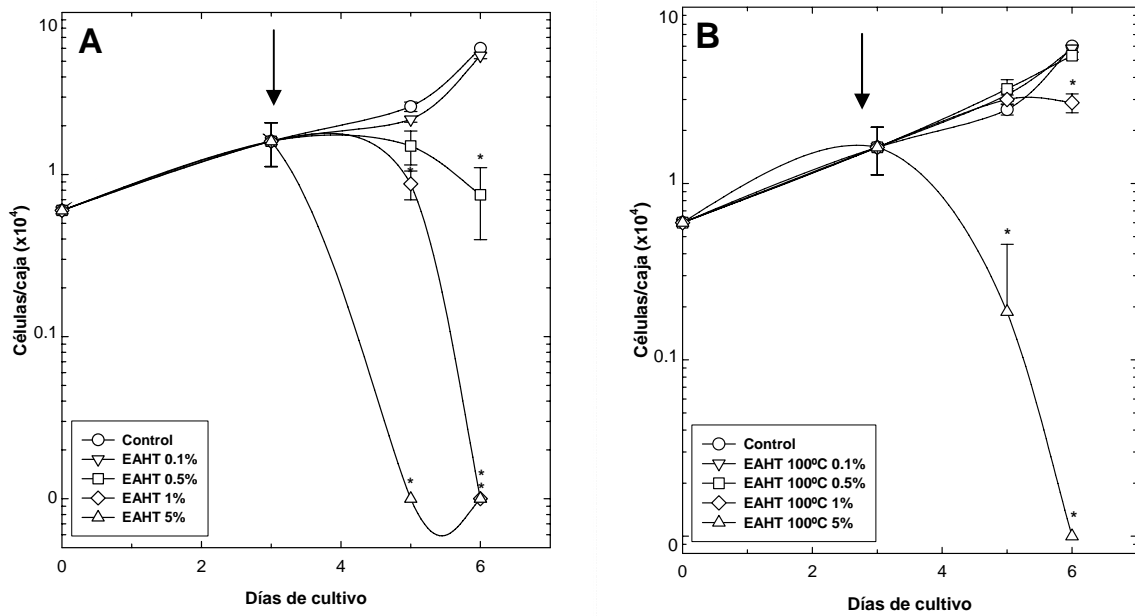 A
10
1
0.1
0
Células/caja (x10⁴)
0 2 4 6
Días de cultivo
*
*
*
*
*
Control
EAHT 0.1%
EAHT 0.5%
EAHT 1%
EAHT 5%
B
10
1
0.1
0
Células/caja (x10⁴)
0 2 4 6
Días de cultivo
*
*
*
Control
EAHT 100ºC 0.1%
EAHT 100ºC 0.5%
EAHT 100ºC 1%
EAHT 100ºC 5%